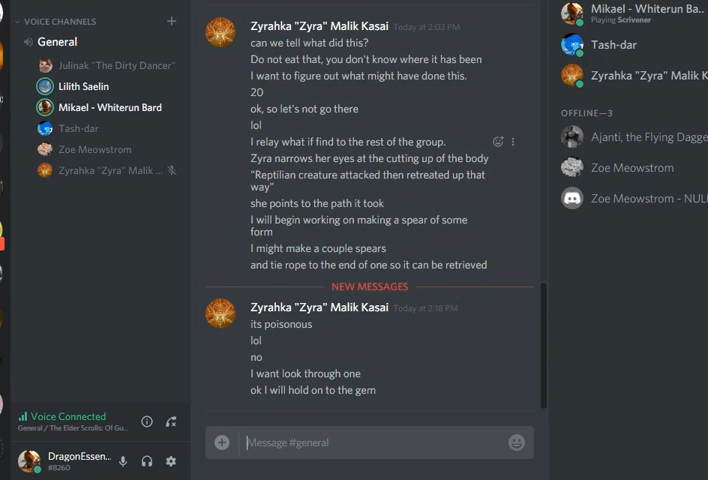 VOICE CHANNELS
General
Julinak "The Dirty Dancer"
Lilith Saelin
Mikael - Whiterun Bard
Tash-dar
Zoe Meowstrom
Zyrahka "Zyra" Malik ...
Voice Connected
General / The Elder Scrolls: Of Gu...
DragonEssen...
#8260
Zyrahka "Zyra" Malik Kasai Today at 2:03 PM
can we tell what did this?
Do not eat that, you don't know where it has been
I want to figure out what might have done this.
20
ok, so let's not go there
lol
I relay what if find to the rest of the group.
Zyra narrows her eyes at the cutting up of the body
"Reptilian creature attacked then retreated up that
way"
she points to the path it took
I will begin working on making a spear of some
form
I might make a couple spears
and tie rope to the end of one so it can be retrieved
NEW MESSAGES
Zyrahka "Zyra" Malik Kasai Today at 2:18 PM
its poisonous
lol
no
I want look through one
ok I will hold on to the gem
Message #general
Mikael - Whiterun Ba..
Playing Scrivener
Tash-dar
Zyrahka "Zyra" Malik K
OFFLINE—3
Ajanti, the Flying Dagge
Zoe Meowstrom
Zoe Meowstrom - NUL